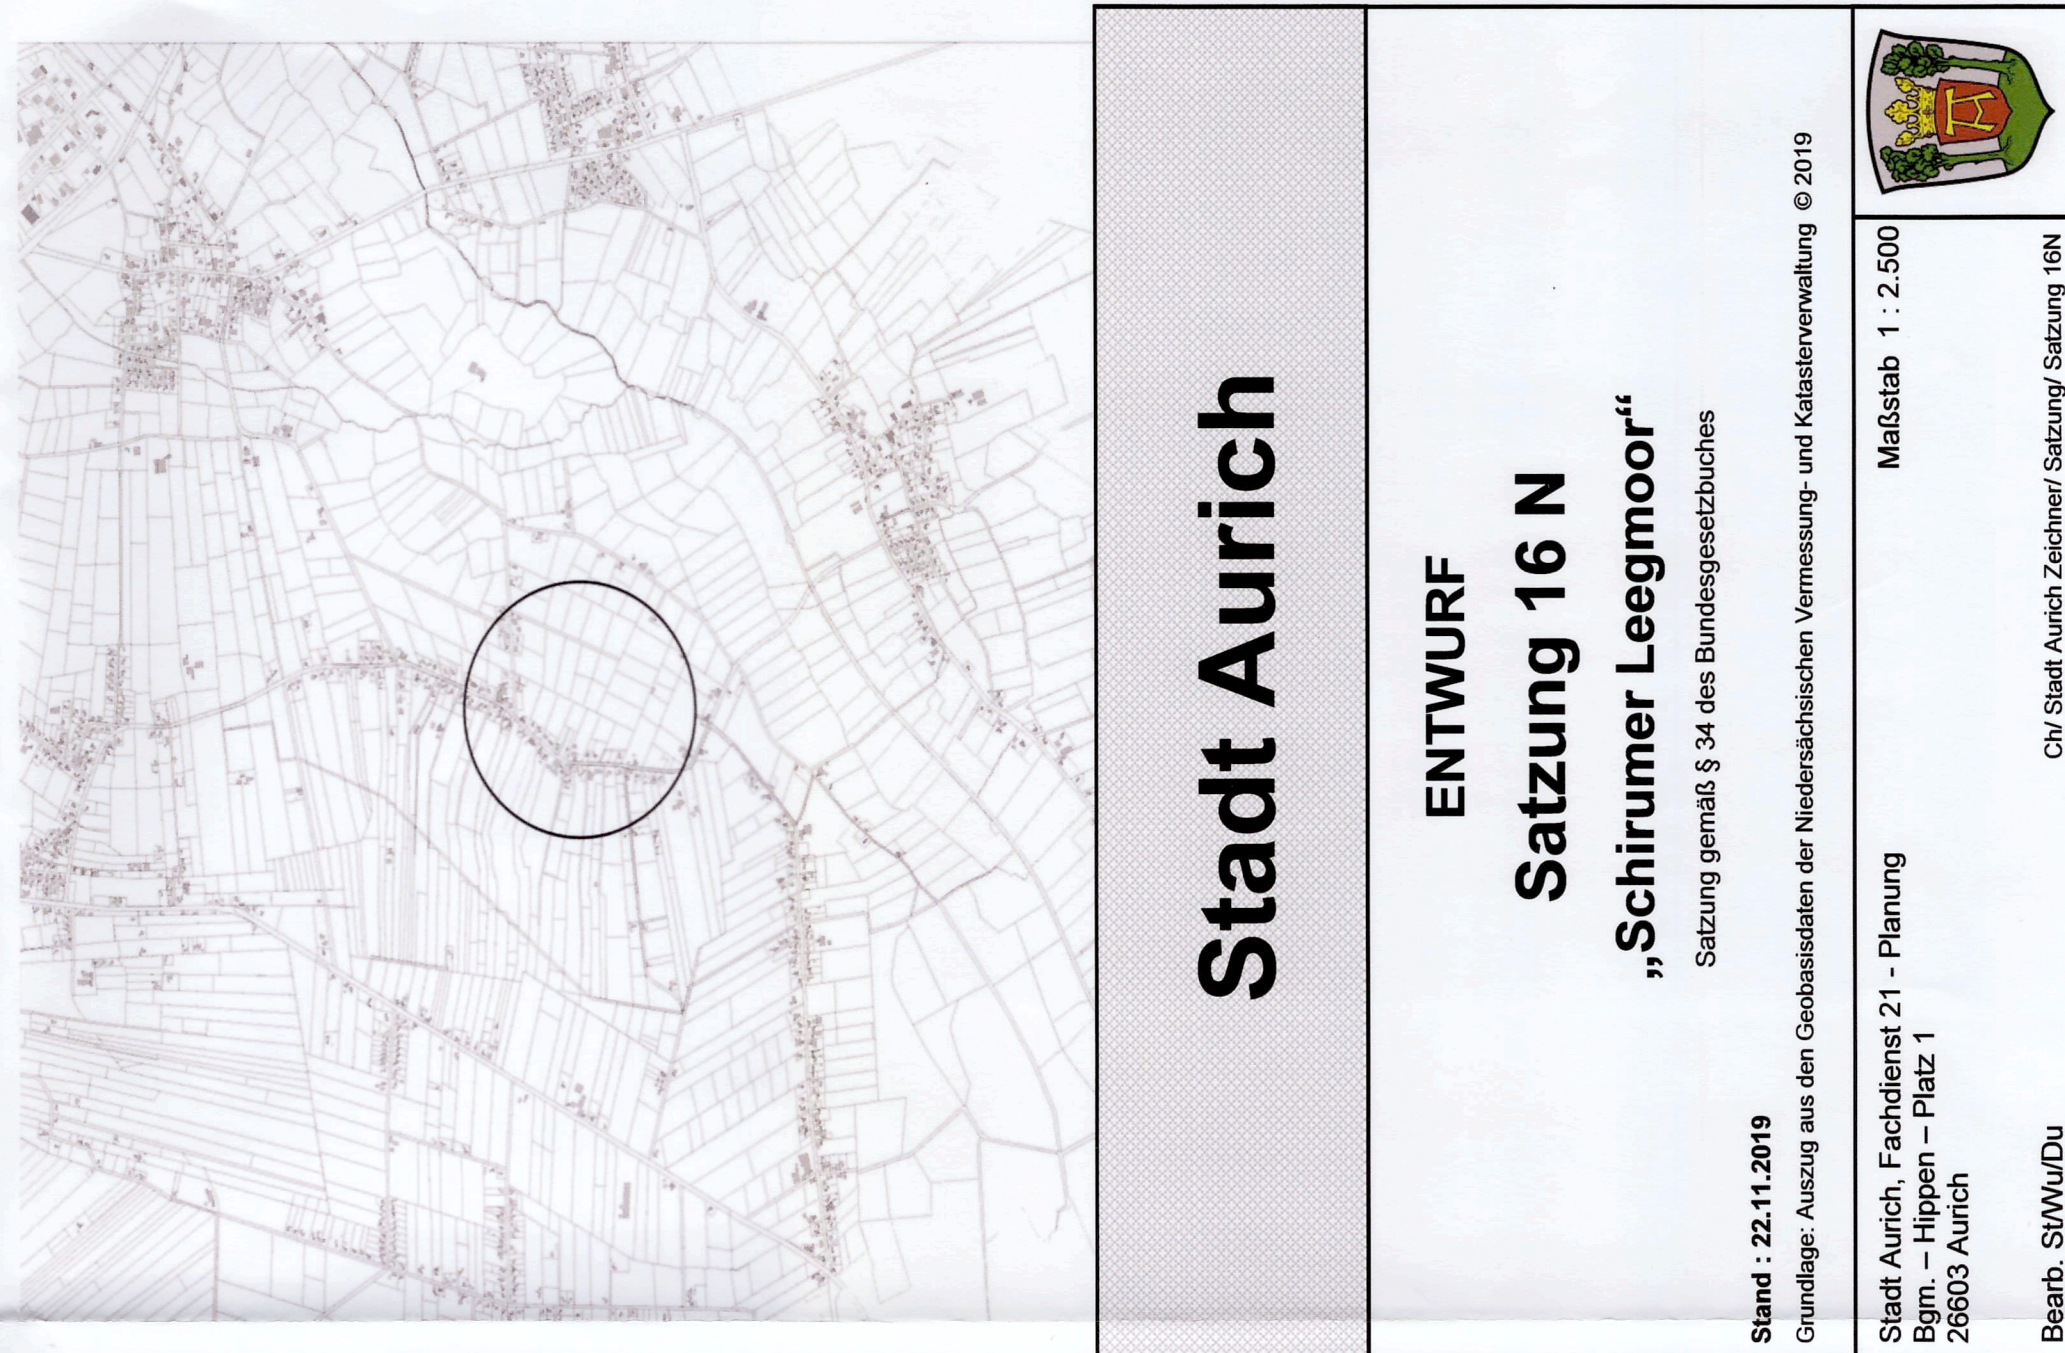 Stadt Aurich
ENTWURF
Satzung 16 N
„Schirumer Leegmoor“
Satzung gemäß § 34 des Bundesgesetzbuches
Stand : 22.11.2019
Grundlage: Auszug aus den Geobasisdaten der Niedersächsischen Vermessung- und Katasterverwaltung © 2019
Stadt Aurich, Fachdienst 21 - Planung
Maßstab 1 : 2.500
Bgm. – Hippen – Platz 1
26603 Aurich
Bearb. St/Wu/Du
Ch/ Stadt Aurich Zeichner/ Satzung/ Satzung 16N